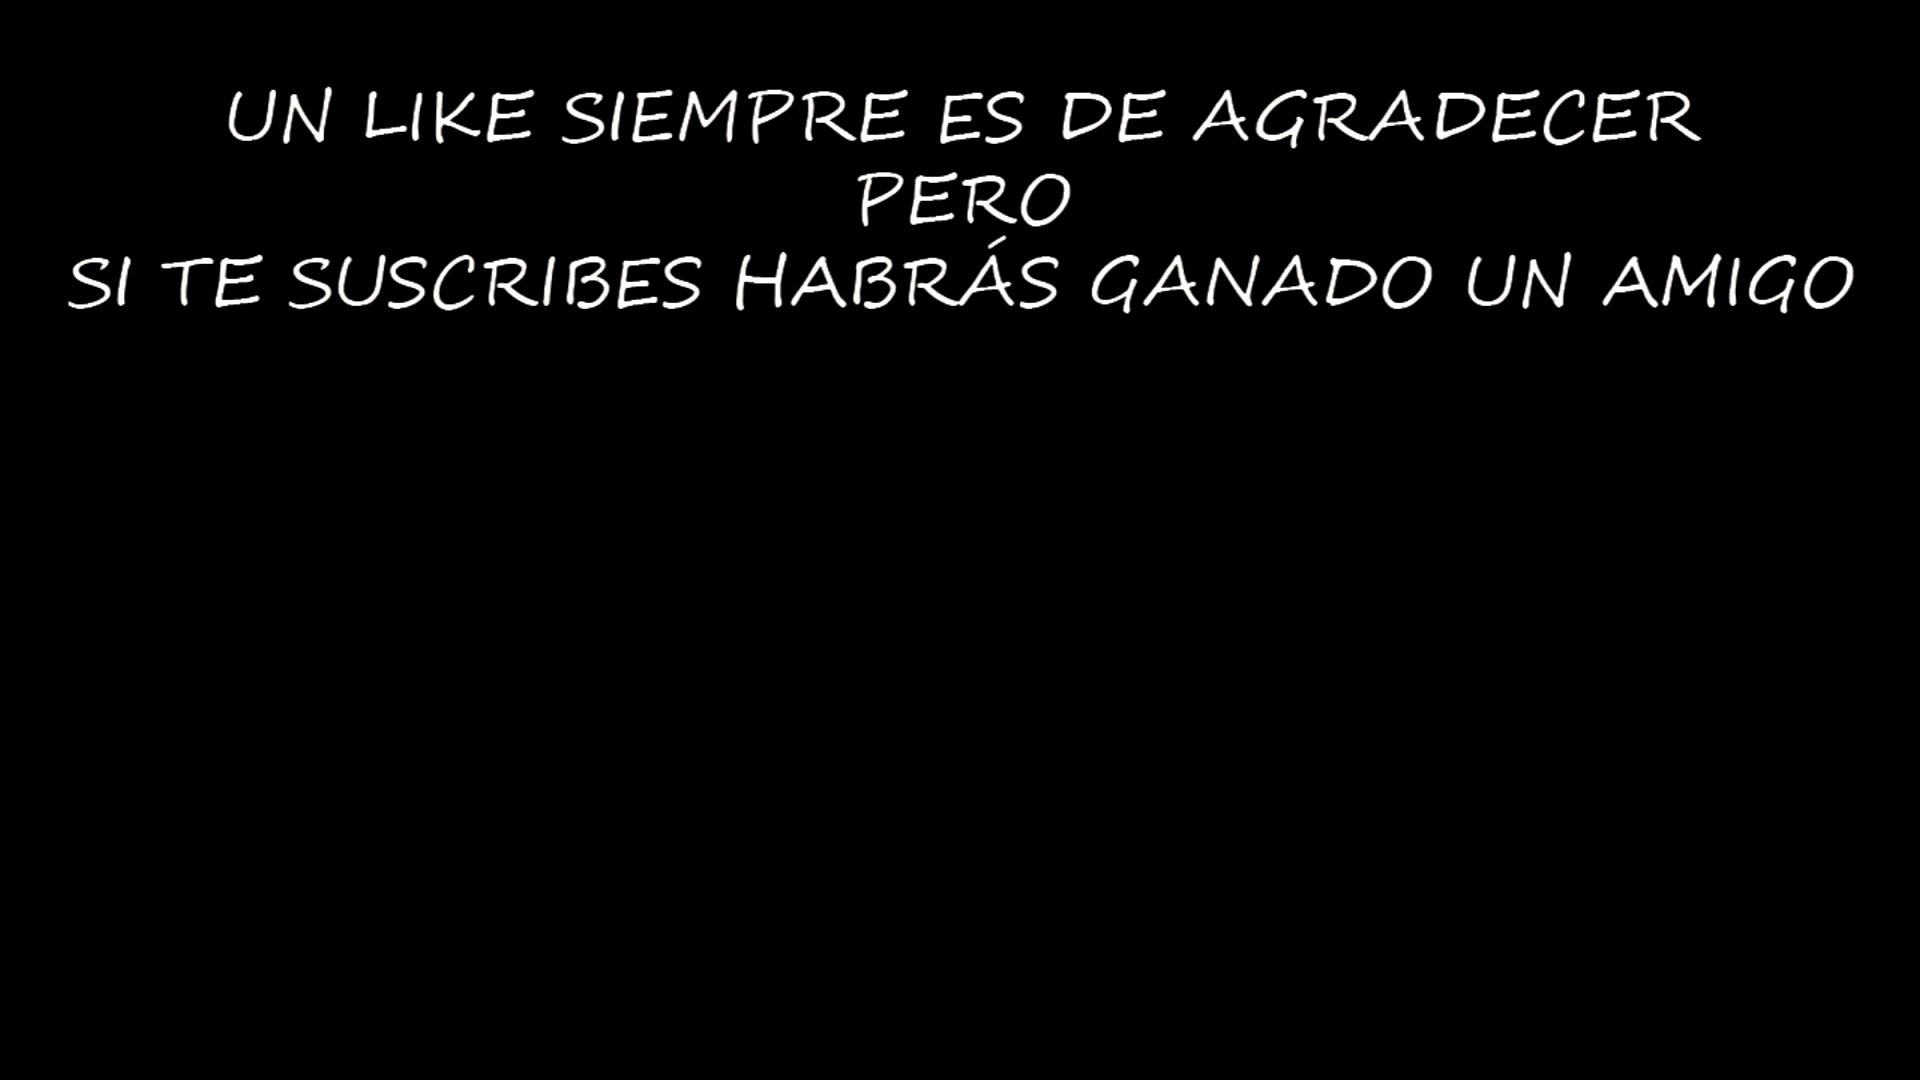 UN LIKE SIEMPRE ES DE AGRADECER
PERO
SI TE SUSCRIBES HABRÁS GANADO UN AMIGO